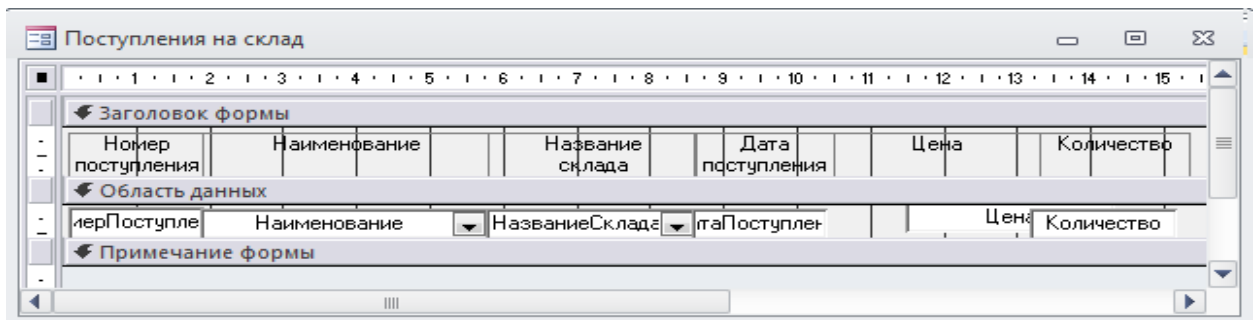 Поступления на склад
1 2 3 4 5 6 7 8 9 10 11 12 13 14 15
Заголовок формы
Номер поступления Наименование Название склада Дата поступления Цена Количество
Область данных
мерПоступле Наименование НазваниеСклада таПоступлен Цена Количество
Примечание формы